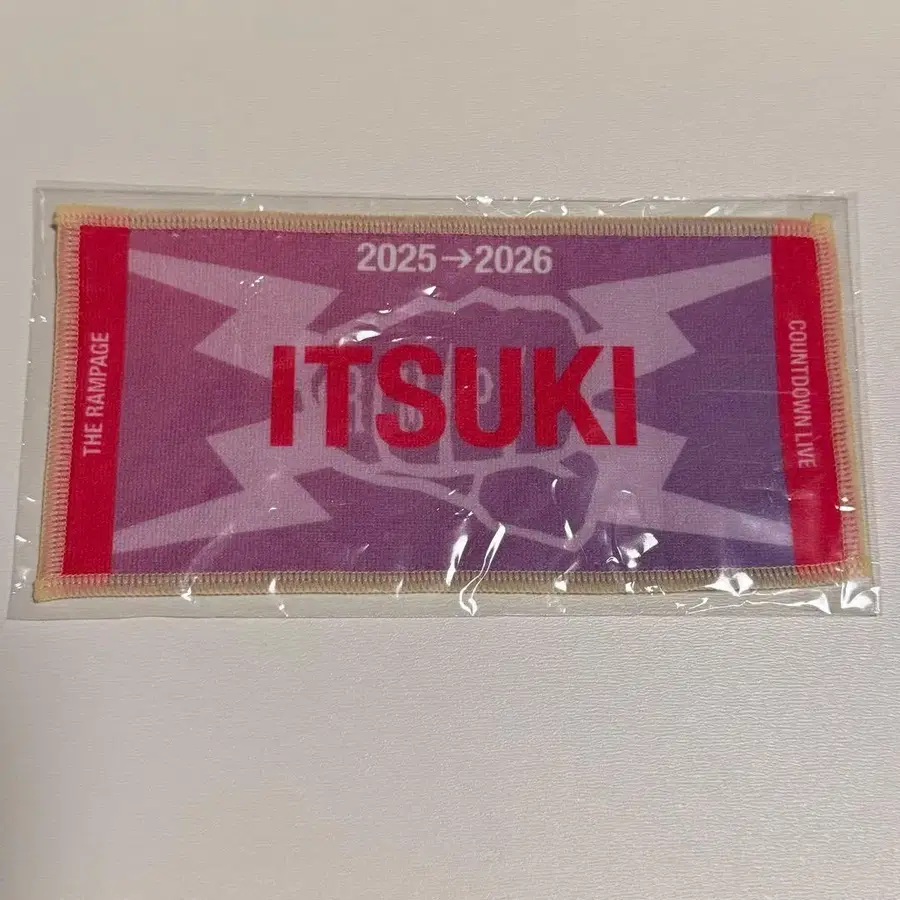 2025→2026
ITSUKI
THE RAMPAGE
COUNTDOWN LIVE